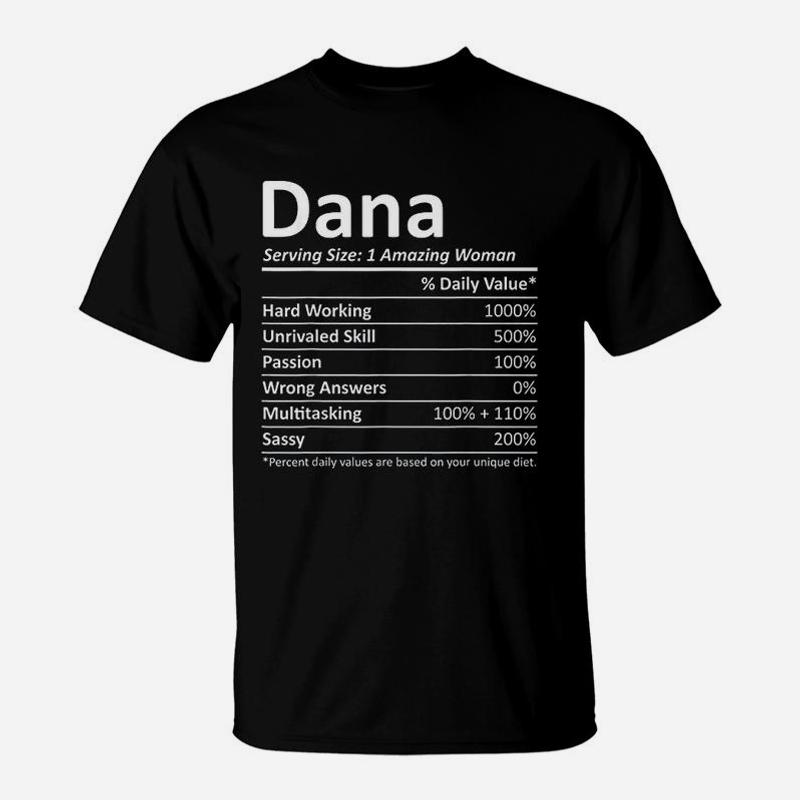 Dana
Serving Size: 1 Amazing Woman
% Daily Value*
Hard Working 1000%
Unrivaled Skill 500%
Passion 100%
Wrong Answers 0%
Multitasking 100% + 110%
Sassy 200%
*Percent daily values are based on your unique diet.